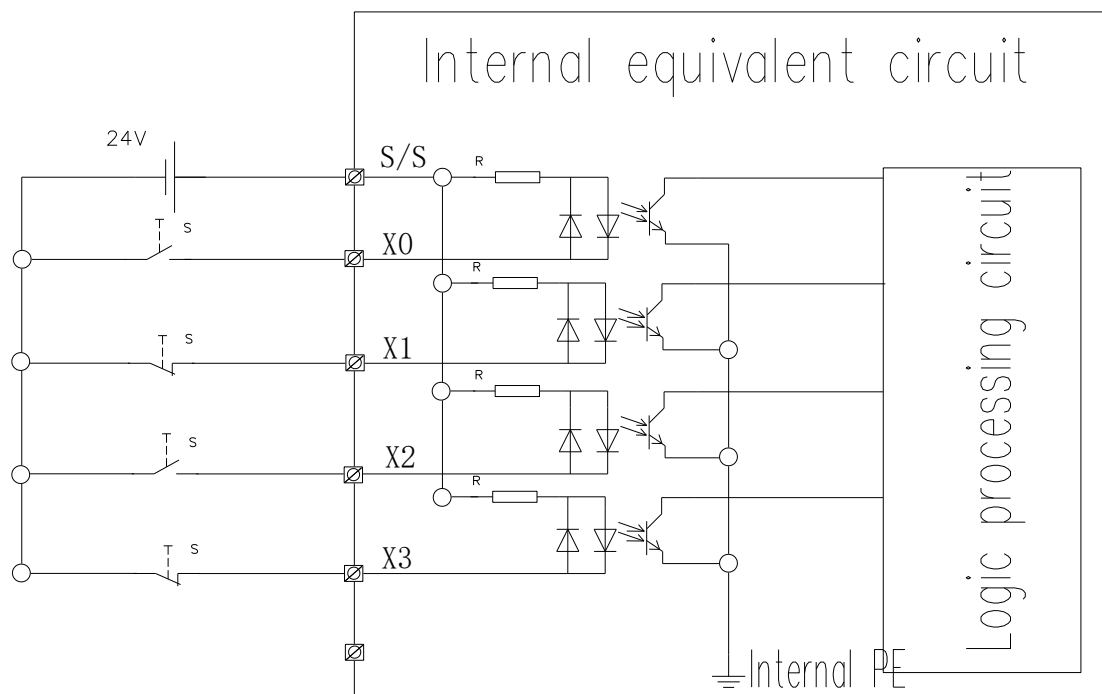 Internal equivalent circuit
24V
S/S
R
S
X0
R
S
X1
R
S
X2
R
S
X3
Logic processing circuit
Internal PE